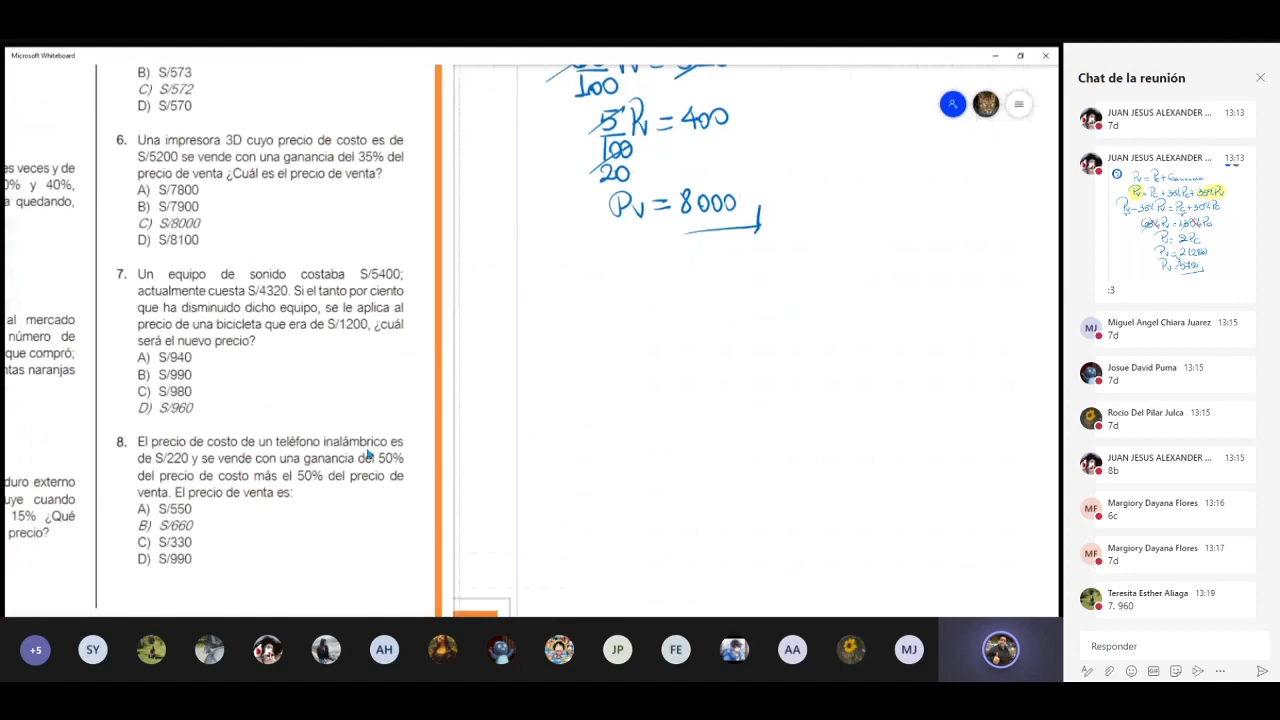 Microsoft Whiteboard
B) S/573
C) S/572
D) S/570
6. Una impresora 3D cuyo precio de costo es de
S/5200 se vende con una ganancia del 35% del
precio de venta ¿Cuál es el precio de venta?
A) S/7800
B) S/7900
C) S/8000
D) S/8100
7. Un equipo de sonido costaba S/5400;
actualmente cuesta S/4320. Si el tanto por ciento
que ha disminuido dicho equipo, se le aplica al
precio de una bicicleta que era de S/1200, ¿cuál
será el nuevo precio?
A) S/940
B) S/990
C) S/980
D) S/960
8. El precio de costo de un teléfono inalámbrico es
de S/220 y se vende con una ganancia del 50%
del precio de costo más el 50% del precio de
venta. El precio de venta es:
A) S/550
B) S/660
C) S/330
D) S/990
es veces y de
0% y 40%,
a quedando,
al mercado
número de
que compró;
ntas naranjas
duro externo
uye cuando
15% ¿Qué
precio?
100
5 Pv = 400
100
20
Pv = 8000
Chat de la reunión
JUAN JESUS ALEXANDER ... 13:13
7d
JUAN JESUS ALEXANDER ... 13:13
:3
MJ Miguel Angel Chiara Juarez 13:15
7d
Josue David Puma 13:15
7d
Rocio Del Pilar Julca 13:15
7d
JUAN JESUS ALEXANDER ... 13:15
8b
MF Margiory Dayana Flores 13:16
6c
MF Margiory Dayana Flores 13:17
7d
Teresita Esther Aliaga 13:19
7. 960
Responder
GIF
+5 SY AH JP FE AA MJ